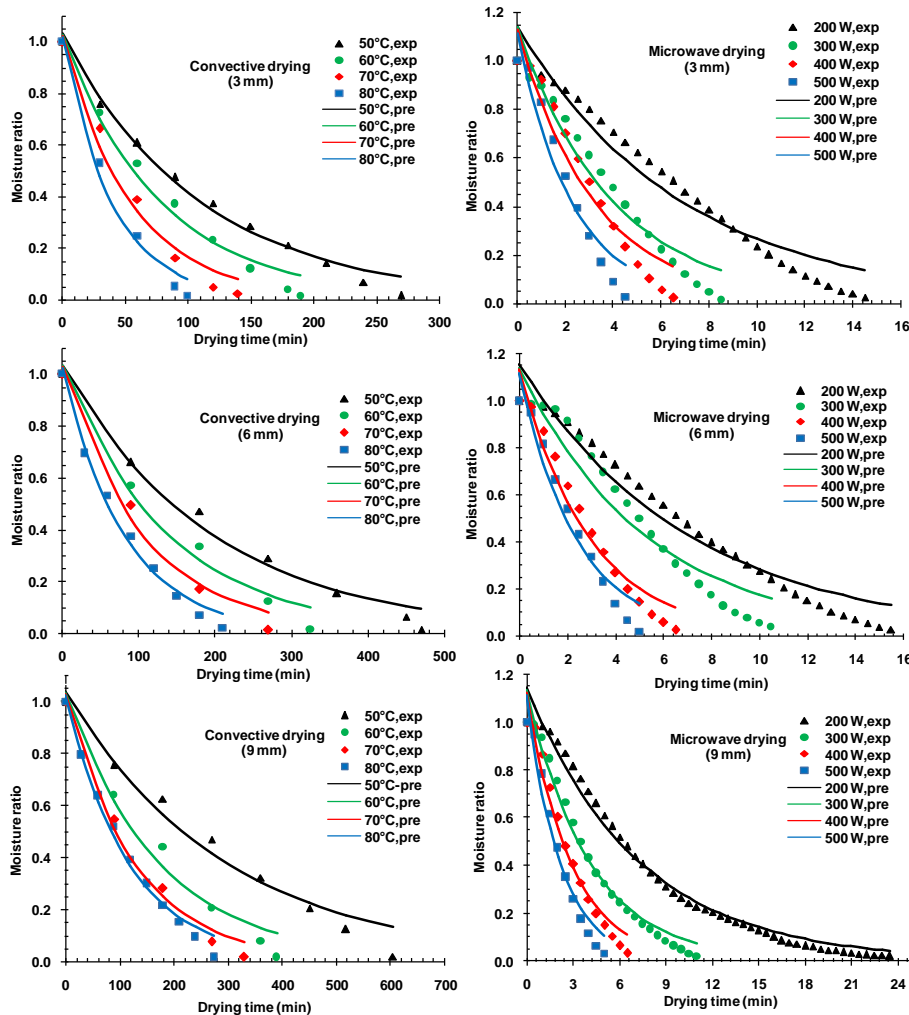 Convective drying
(3 mm)
50°C,exp
60°C,exp
70°C,exp
80°C,exp
50°C,pre
60°C,pre
70°C,pre
80°C,pre
Moisture ratio
1.0
0.8
0.6
0.4
0.2
0.0
0 50 100 150 200 250 300
Drying time (min)
Microwave drying
(3 mm)
200 W,exp
300 W,exp
400 W,exp
500 W,exp
200 W,pre
300 W,pre
400 W,pre
500 W,pre
Moisture ratio
1.2
1.0
0.8
0.6
0.4
0.2
0.0
0 2 4 6 8 10 12 14 16
Drying time (min)
Convective drying
(6 mm)
50°C,exp
60°C,exp
70°C,exp
80°C,exp
50°C,pre
60°C,pre
70°C,pre
80°C,pre
Moisture ratio
1.0
0.8
0.6
0.4
0.2
0.0
0 100 200 300 400 500
Drying time (min)
Microwave drying
(6 mm)
200 W,exp
300 W,exp
400 W,exp
500 W,exp
200 W,pre
300 W,pre
400 W,pre
500 W,pre
Moisture ratio
1.2
1.0
0.8
0.6
0.4
0.2
0.0
0 2 4 6 8 10 12 14 16
Drying time (min)
Convective drying
(9 mm)
50°C,exp
60°C,exp
70°C,exp
80°C,exp
50°C-pre
60°C,pre
70°C,pre
80°C,pre
Moisture ratio
1.0
0.8
0.6
0.4
0.2
0.0
0 100 200 300 400 500 600 700
Drying time (min)
Microwave drying
(9 mm)
200 W,exp
300 W,exp
400 W,exp
500 W,exp
200 W,pre
300 W,pre
400 W,pre
500 W,pre
Moisture ratio
1.2
1.0
0.8
0.6
0.4
0.2
0.0
0 3 6 9 12 15 18 21 24
Drying time (min)